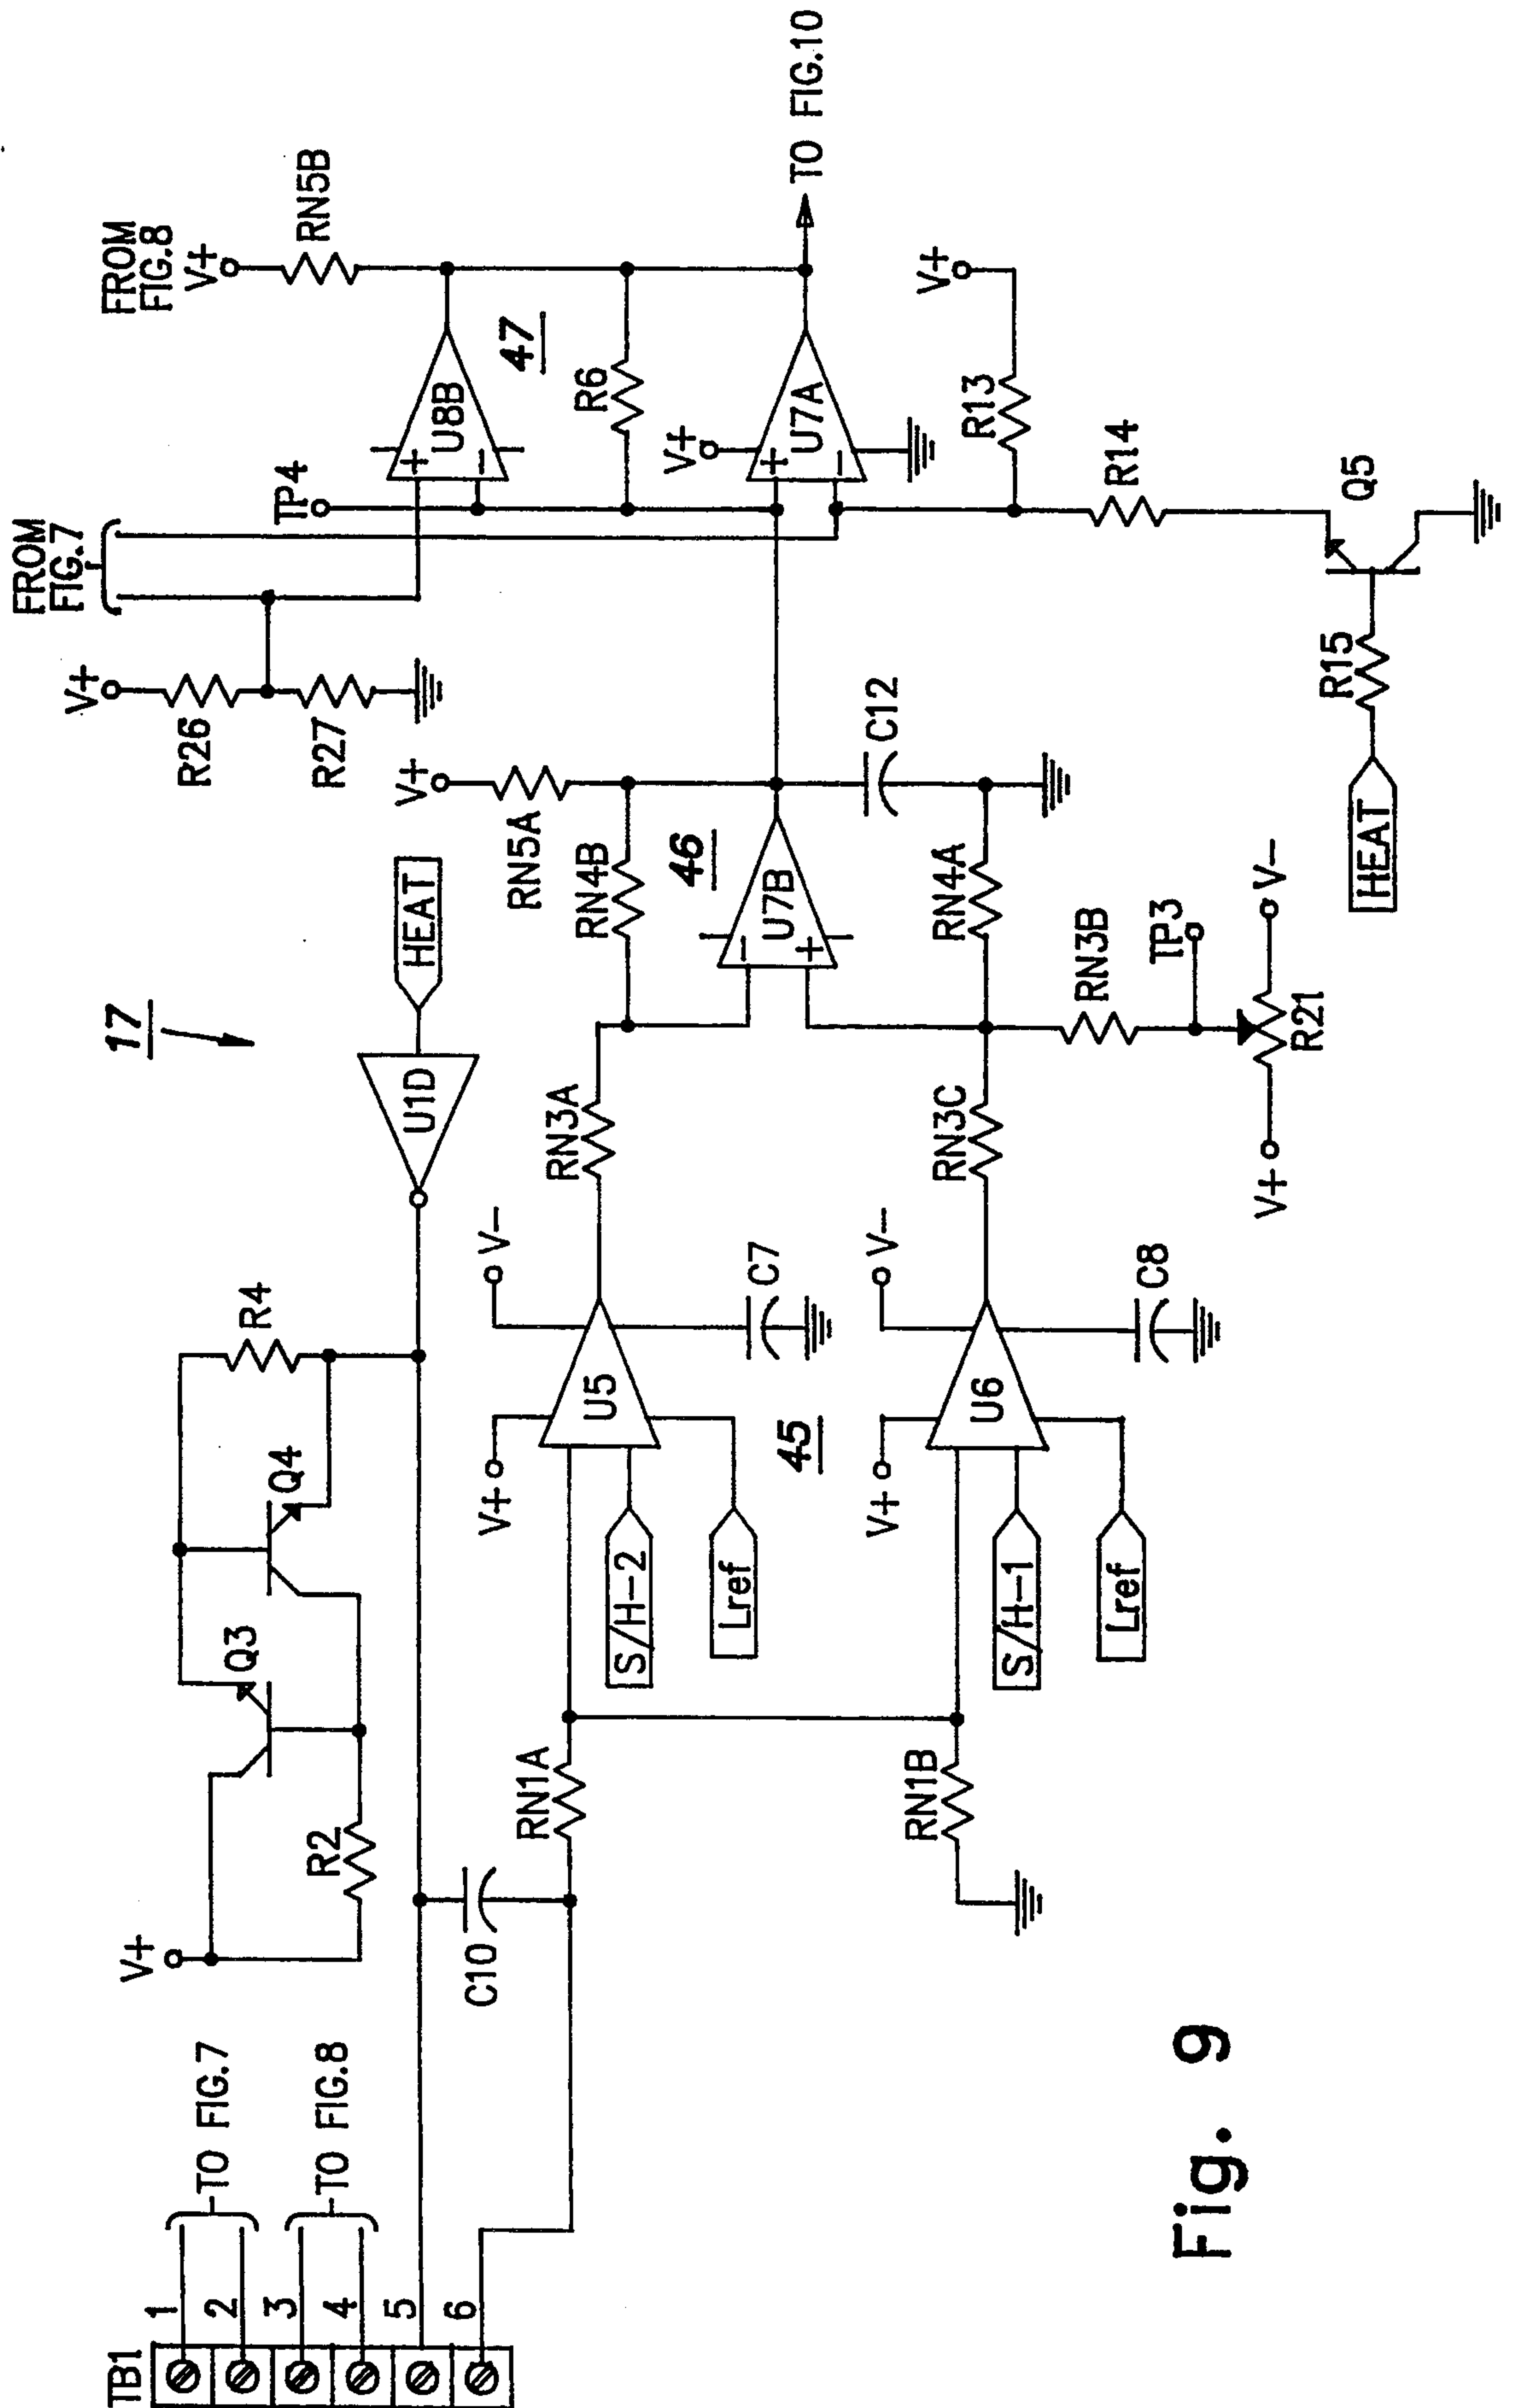 TB1
1
2
3
4
5
6
TO FIG.7
TO FIG.8
V+
R2
Q3
Q4
R4
C10
17
U1D
HEAT
RN1A
RN1B
S/H-2
Lref
V+
U5
V-
C7
45
S/H-1
Lref
V+
U6
V-
C8
RN3A
RN3C
RN4B
RN5A
V+
46
U7B
C12
RN4A
RN3B
TP3
V+
R21
V-
V+
R26
R27
FROM
FIG.7
TP4
U8B
+
-
47
FROM
FIG.8
V+
RN5B
R6
V+
U7A
+
-
-
+
TO FIG.10
V+
R13
R14
Q5
R15
HEAT
Fig. 9